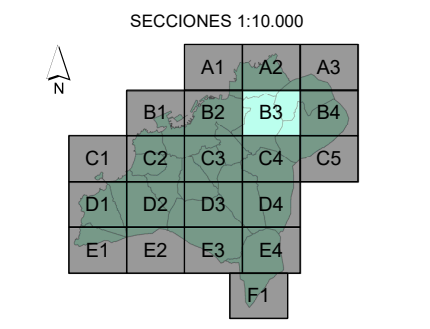 SECCIONES 1:10.000
N
A1 A2 A3
B1 B2 B3 B4
C1 C2 C3 C4 C5
D1 D2 D3 D4
E1 E2 E3 E4
F1